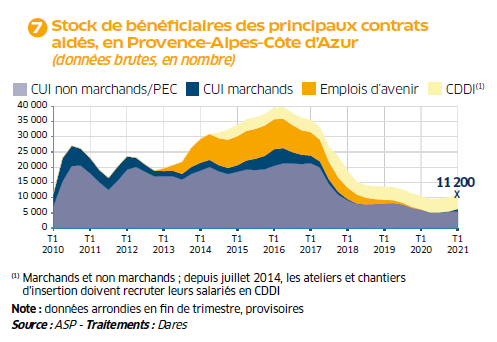 7 Stock de bénéficiaires des principaux contrats
aidés, en Provence-Alpes-Côte d'Azur
(données brutes, en nombre)
CUI non marchands/PEC CUI marchands Emplois d'avenir CDDI(1)
40 000
35 000
30 000
25 000
20 000
15 000
10 000
5 000
0
11 200
x
T1 T1 T1 T1 T1 T1 T1 T1 T1 T1 T1 T1
2010 2011 2012 2013 2014 2015 2016 2017 2018 2019 2020 2021
(1) Marchands et non marchands ; depuis juillet 2014, les ateliers et chantiers
d'insertion doivent recruter leurs salariés en CDDI
Note : données arrondies en fin de trimestre, provisoires
Source : ASP - Traitements : Dares